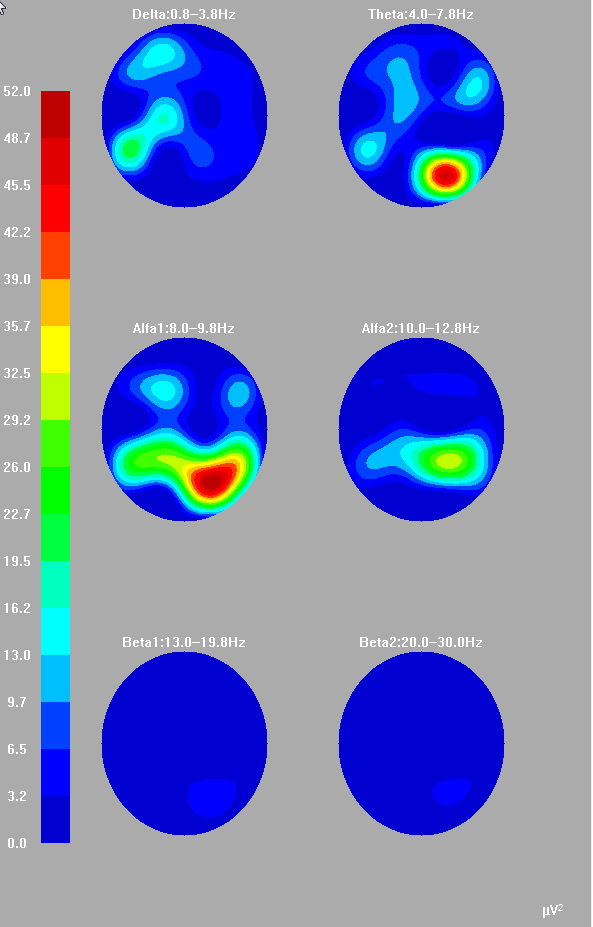 Delta:0.8–3.8Hz
Theta:4.0–7.8Hz
52.0
48.7
45.5
42.2
39.0
35.7
32.5
29.2
26.0
22.7
19.5
16.2
13.0
9.7
6.5
3.2
0.0
Alfa1:8.0–9.8Hz
Alfa2:10.0–12.8Hz
Beta1:13.0–19.8Hz
Beta2:20.0–30.0Hz
µV²